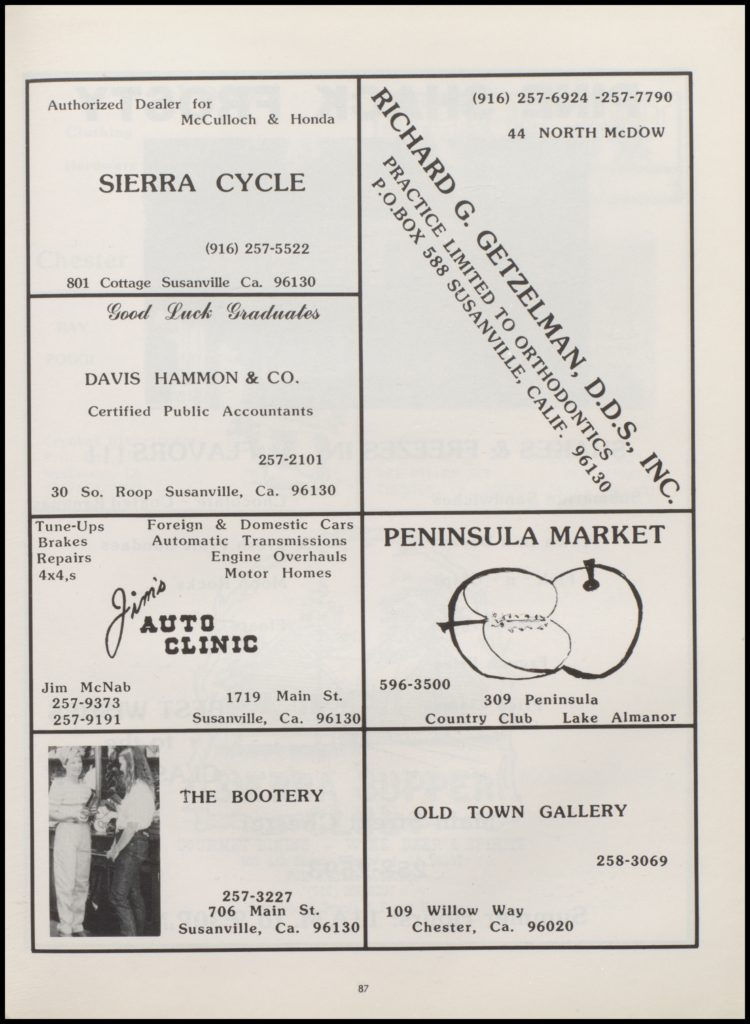 Authorized Dealer for
McCulloch & Honda
SIERRA CYCLE
(916) 257-5522
801 Cottage Susanville Ca. 96130
(916) 257-6924 -257-7790
44 NORTH McDOW
RICHARD G. GETZELMAN, D.D.S., INC.
PRACTICE LIMITED TO ORTHODONTICS
P.O.BOX 588 SUSANVILLE, CALIF. 96130
Good Luck Graduates
DAVIS HAMMON & CO.
Certified Public Accountants
257-2101
30 So. Roop Susanville, Ca. 96130
Tune-Ups Foreign & Domestic Cars
Brakes Automatic Transmissions
Repairs Engine Overhauls
4x4,s Motor Homes
Jim's
AUTO
CLINIC
Jim McNab
257-9373 1719 Main St.
257-9191 Susanville, Ca. 96130
PENINSULA MARKET
596-3500
309 Peninsula
Country Club Lake Almanor
THE BOOTERY
257-3227
706 Main St.
Susanville, Ca. 96130
OLD TOWN GALLERY
258-3069
109 Willow Way
Chester, Ca. 96020
87